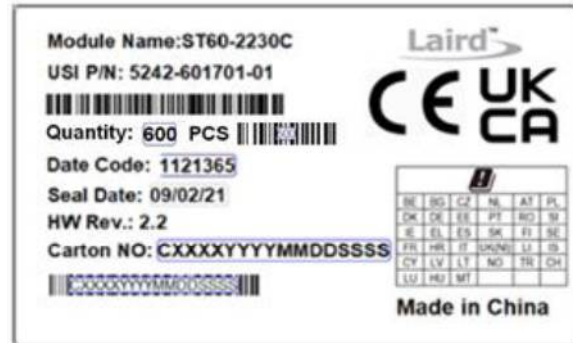 Module Name:ST60-2230C
USI P/N: 5242-601701-01
Quantity: 600 PCS
Date Code: 1121365
Seal Date: 09/02/21
HW Rev.: 2.2
Carton NO: CXXXXYYYYMMDDSSSS
CXXXXYYYYMMDDSSSS
Laird
CE UK
CA
BE BG CZ NL AT PL
DK DE EE PT RO SI
IE EL ES SK FI SE
FR HR IT UK(NI) LI IS
CY LV LT NO TR CH
LU HU MT
Made in China